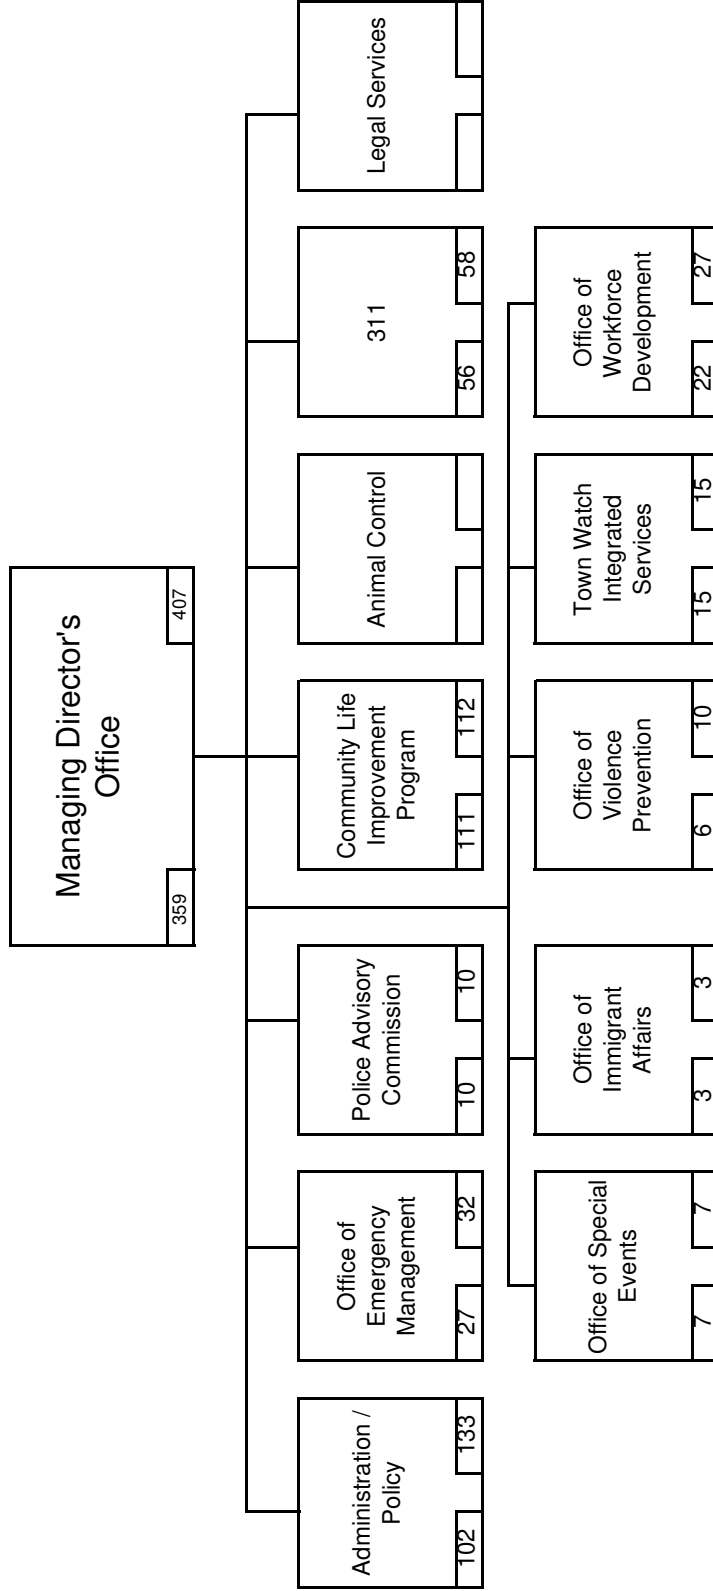 Managing Director's
Office
359
407
Administration /
Policy
102
133
Office of
Emergency
Management
27
32
Police Advisory
Commission
10
10
Community Life
Improvement
Program
111
112
Animal Control
311
56
58
Legal Services
Office of Special
Events
7
7
Office of
Immigrant
Affairs
3
3
Office of
Violence
Prevention
6
10
Town Watch
Integrated
Services
15
15
Office of
Workforce
Development
22
27